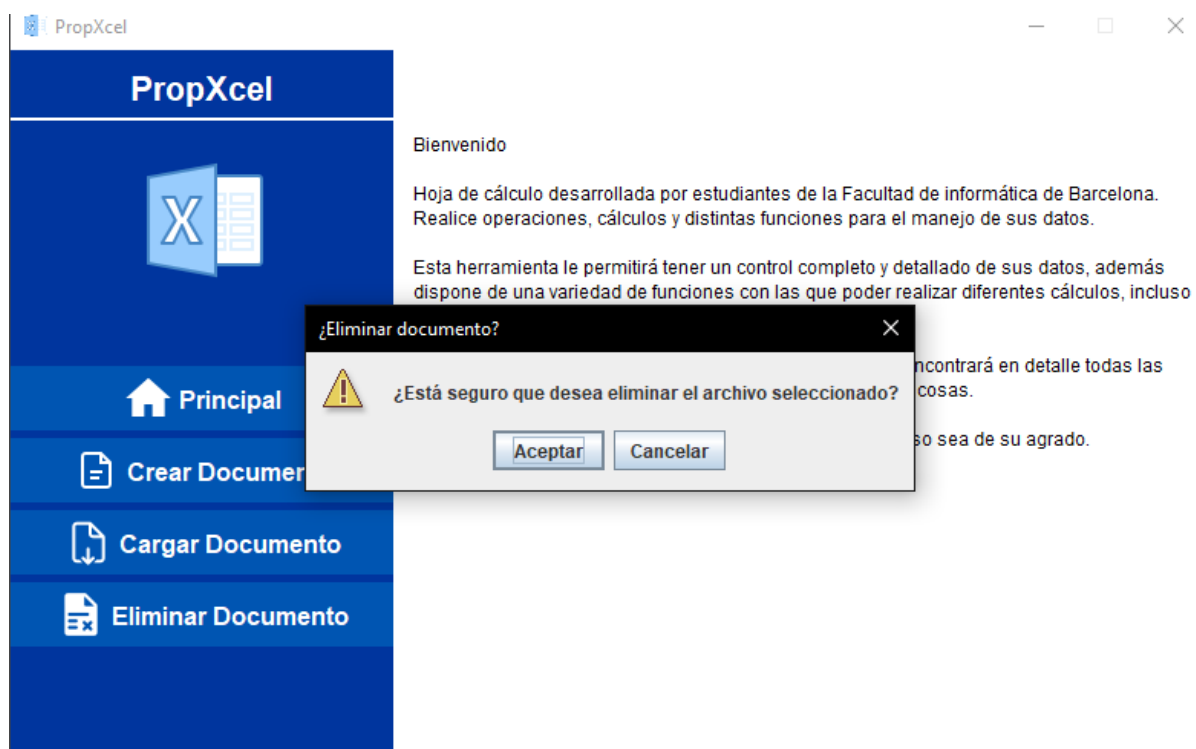 PropXcel
PropXcel
X
Principal
Crear
Cargar Documento
Eliminar Documento
Bienvenido
Hoja de cálculo desarrollada por estudiantes de la Facultad de informática de Barcelona.
Realice operaciones, cálculos y distintas funciones para el manejo de sus datos.
Esta herramienta le permitirá tener un control completo y detallado de sus datos, además
dispone de una variedad de funciones con las que poder realizar diferentes cálculos, incluso
¿Eliminar documento?
¿Está seguro que desea eliminar el archivo seleccionado?
Aceptar Cancelar
en detalle todas las
cosas.
sea de su agrado.